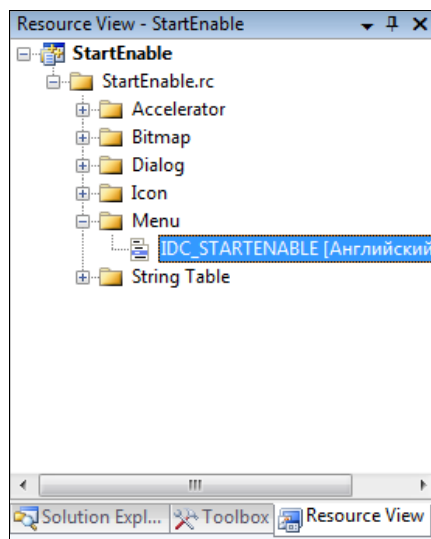 Resource View - StartEnable
StartEnable
StartEnable.rc
Accelerator
Bitmap
Dialog
Icon
Menu
IDC_STARTENABLE [Английский
String Table
Solution Expl... Toolbox Resource View